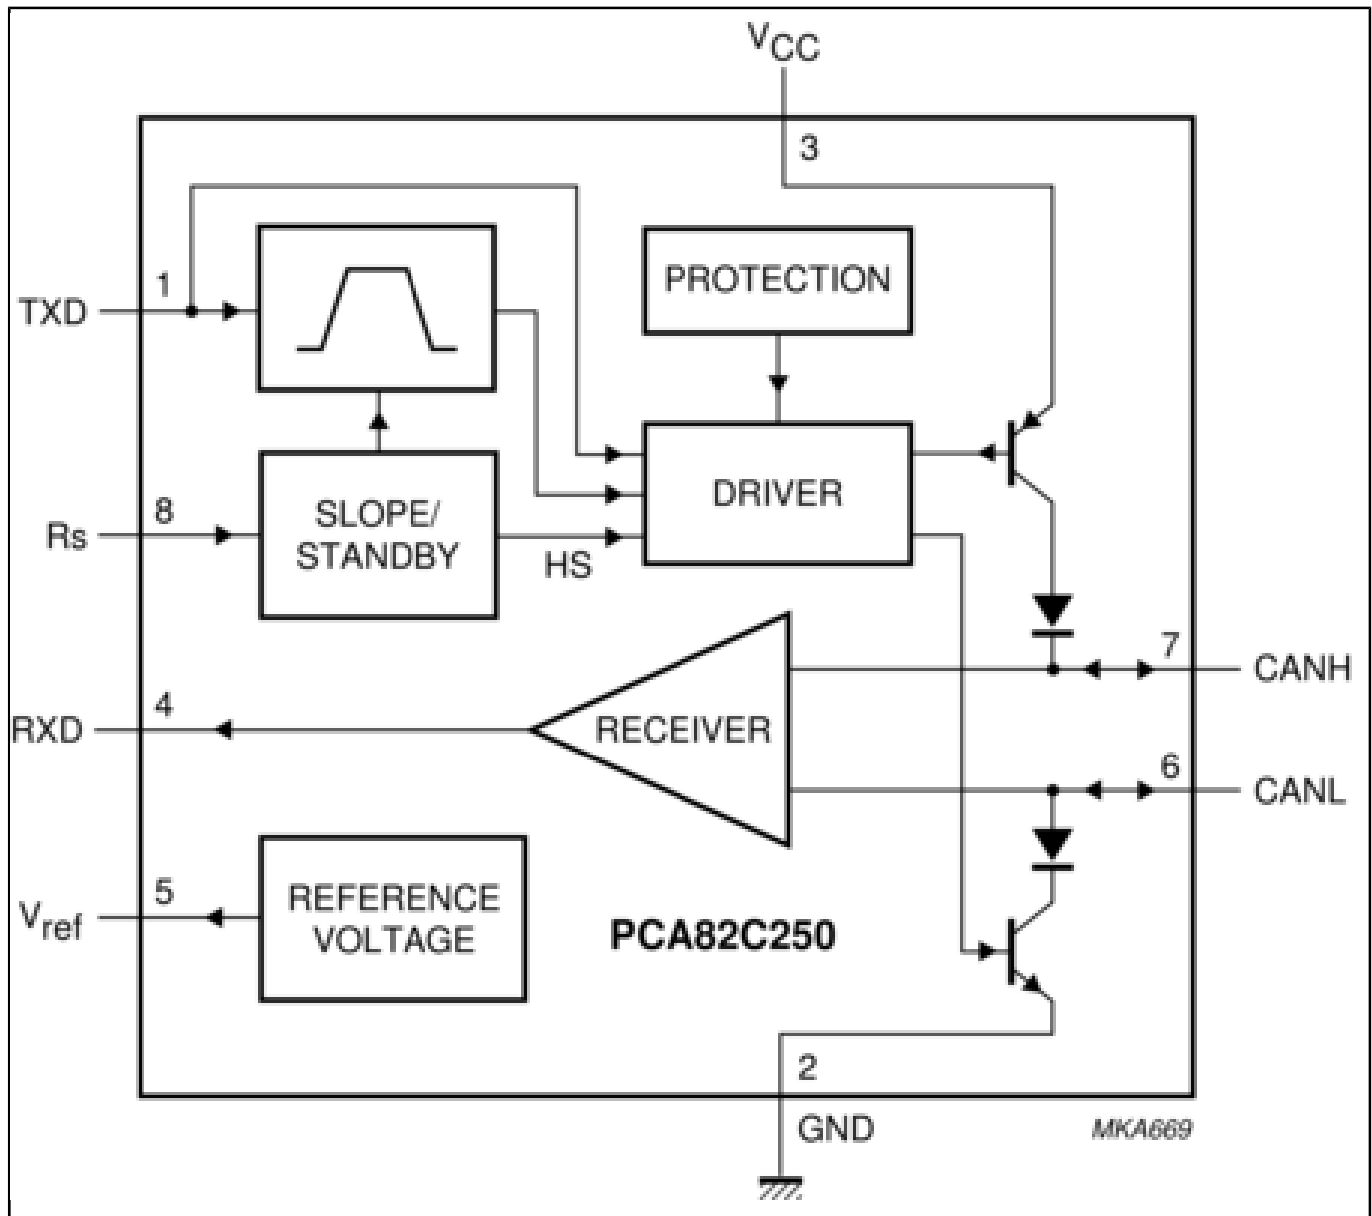 VCC
3
1
TXD
PROTECTION
DRIVER
8
Rs
SLOPE/
STANDBY
HS
7
CANH
4
RXD
RECEIVER
6
CANL
5
Vref
REFERENCE
VOLTAGE
PCA82C250
2
GND
MKA669